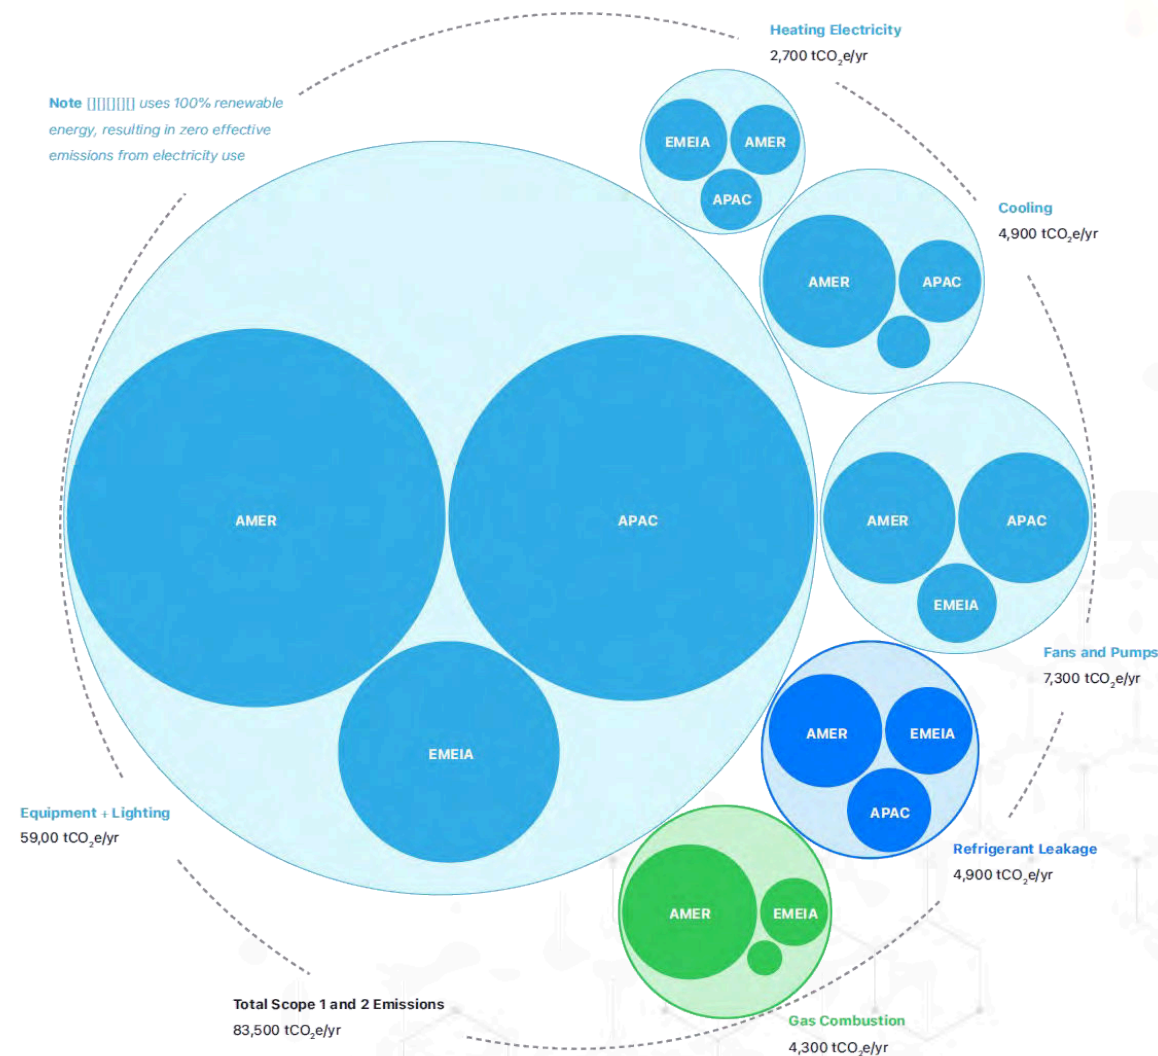 Heating Electricity
2,700 tCO₂e/yr
Note [][][][][] uses 100% renewable
energy, resulting in zero effective
emissions from electricity use
EMEIA
AMER
APAC
Cooling
4,900 tCO₂e/yr
AMER
APAC
AMER
APAC
AMER
APAC
EMEIA
Fans and Pumps
7,300 tCO₂e/yr
AMER
EMEIA
EMEIA
APAC
Equipment + Lighting
59,00 tCO₂e/yr
Refrigerant Leakage
4,900 tCO₂e/yr
AMER
EMEIA
Total Scope 1 and 2 Emissions
83,500 tCO₂e/yr
Gas Combustion
4,300 tCO₂e/yr